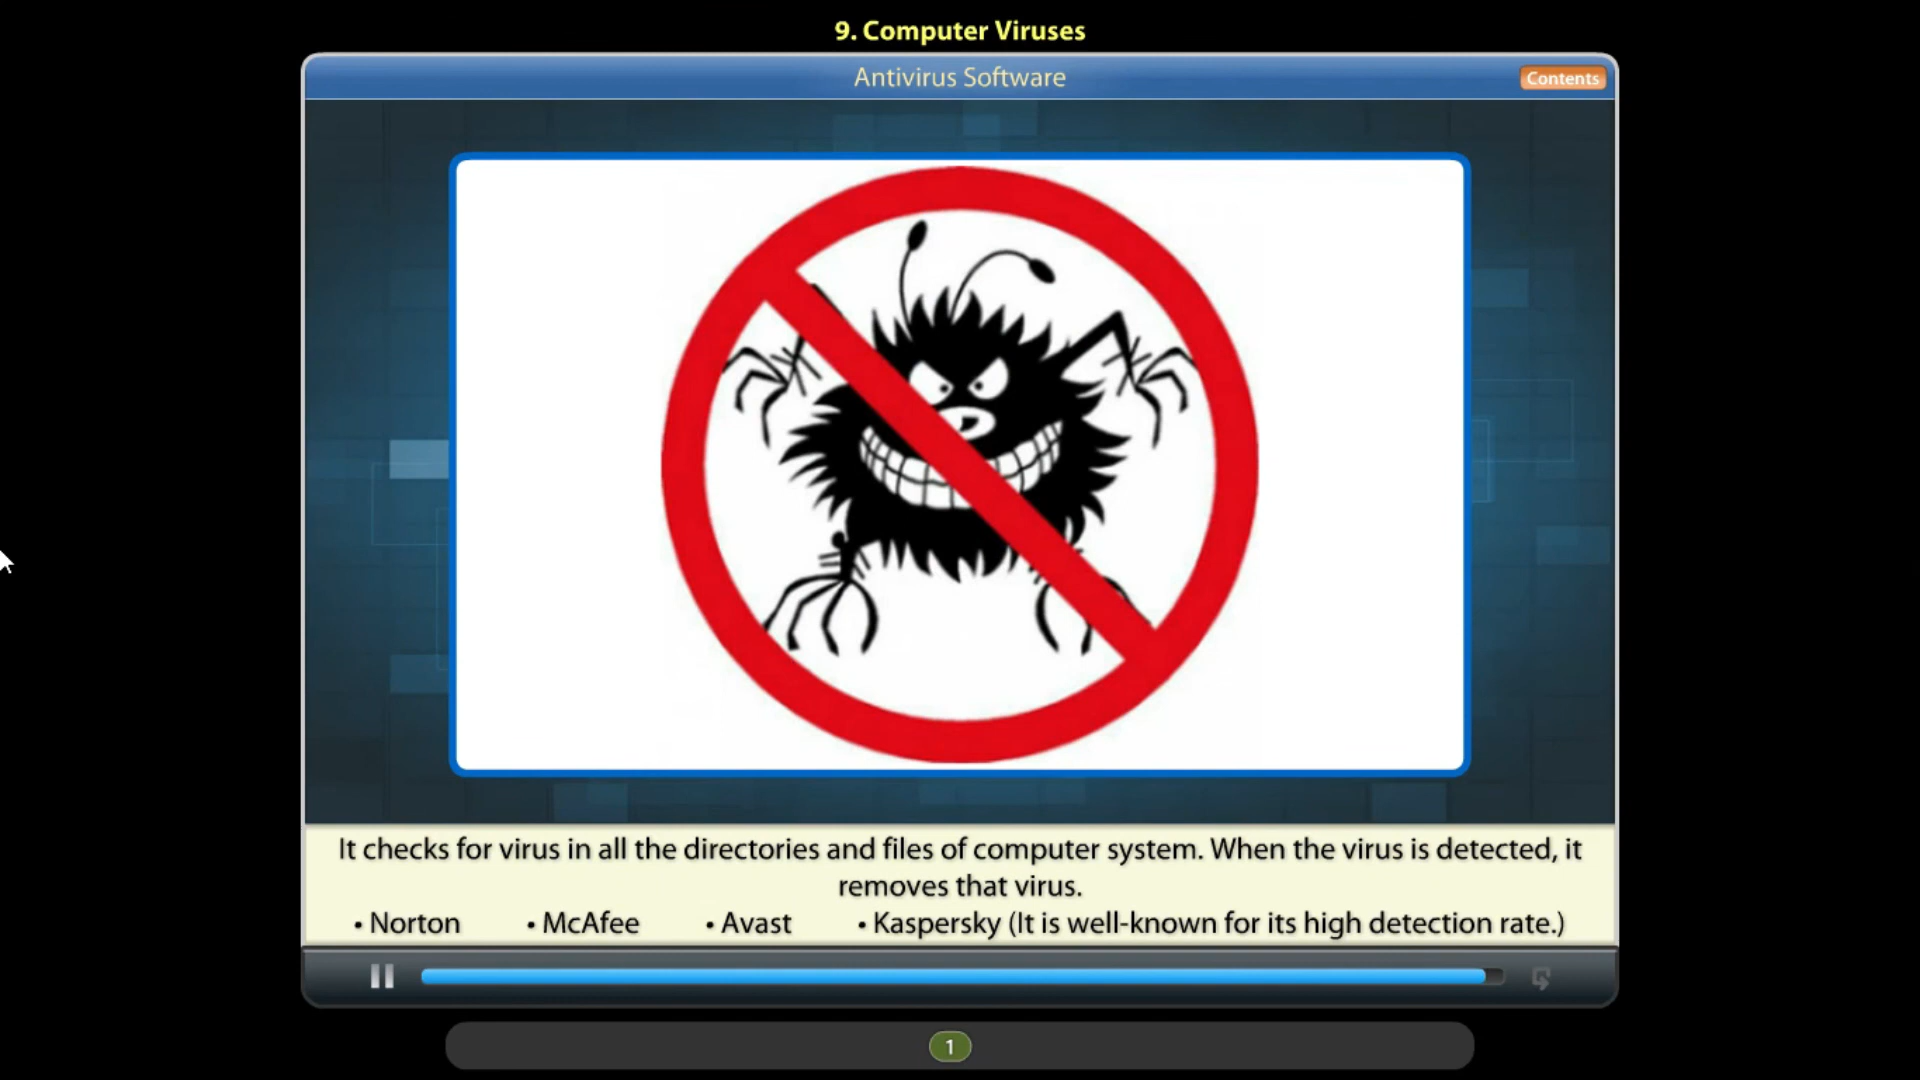 9. Computer Viruses
Antivirus Software
Contents
It checks for virus in all the directories and files of computer system. When the virus is detected, it
removes that virus.
• Norton • McAfee • Avast • Kaspersky (It is well-known for its high detection rate.)
1